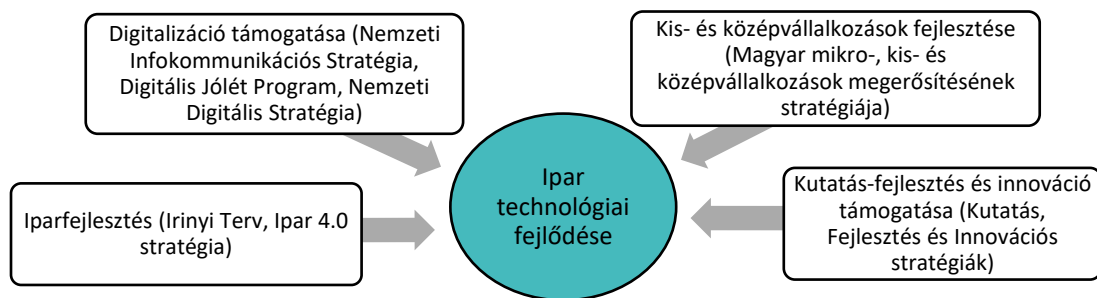 Digitalizáció támogatása (Nemzeti
Infokommunikációs Stratégia,
Digitális Jólét Program, Nemzeti
Digitális Stratégia)
Kis- és középvállalkozások fejlesztése
(Magyar mikro-, kis- és
középvállalkozások megerősítésének
stratégiája)
Ipar
technológiai
fejlődése
Iparfejlesztés (Irinyi Terv, Ipar 4.0
stratégia)
Kutatás-fejlesztés és innováció
támogatása (Kutatás,
Fejlesztés és Innovációs
stratégiák)